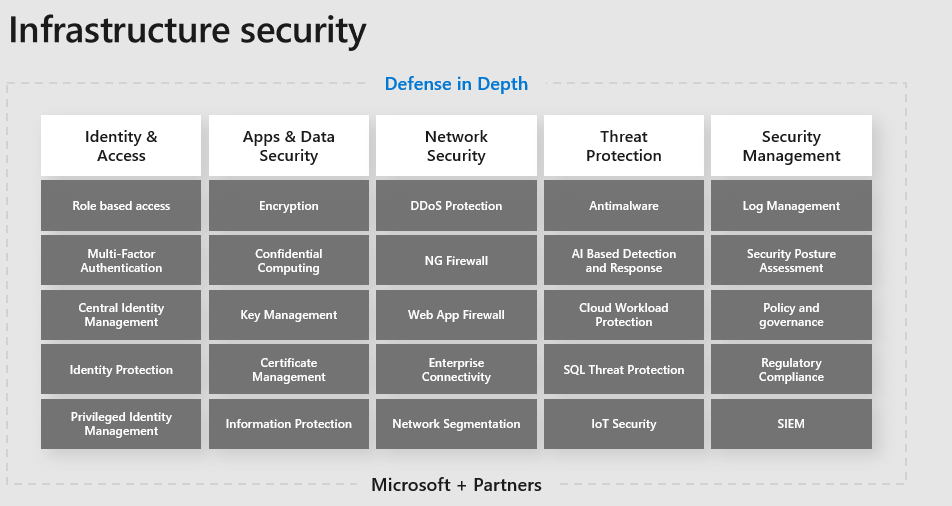 Infrastructure security
Defense in Depth
Identity &
Access
Apps & Data
Security
Network
Security
Threat
Protection
Security
Management
Role based access
Encryption
DDoS Protection
Antimalware
Log Management
Multi-Factor
Authentication
Confidential
Computing
NG Firewall
AI Based Detection
and Response
Security Posture
Assessment
Central Identity
Management
Key Management
Web App Firewall
Cloud Workload
Protection
Policy and
governance
Identity Protection
Certificate
Management
Enterprise
Connectivity
SQL Threat Protection
Regulatory
Compliance
Privileged Identity
Management
Information Protection
Network Segmentation
IoT Security
SIEM
Microsoft + Partners